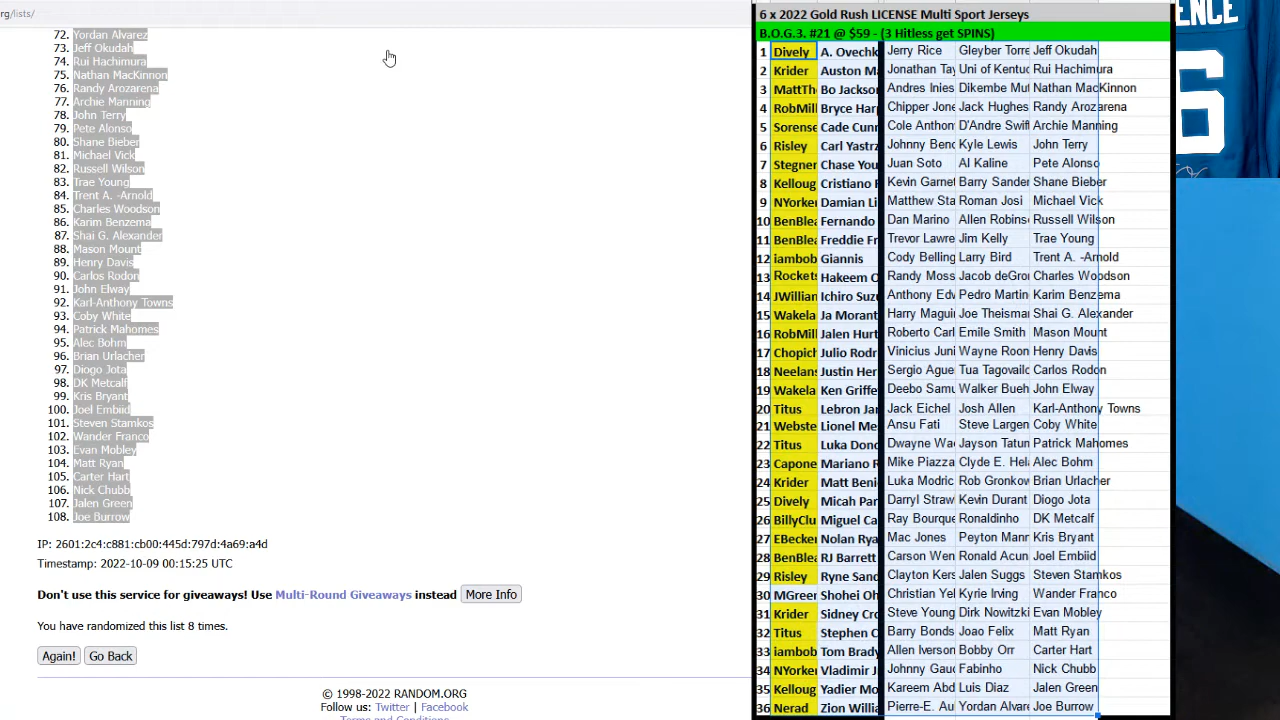 rg/lists/
72. Yordan Alvarez
73. Jeff Okudah
74. Rui Hachimura
75. Nathan MacKinnon
76. Randy Arozarena
77. Archie Manning
78. John Terry
79. Pete Alonso
80. Shane Bieber
81. Michael Vick
82. Russell Wilson
83. Trae Young
84. Trent A. -Arnold
85. Charles Woodson
86. Karim Benzema
87. Shai G. Alexander
88. Mason Mount
89. Henry Davis
90. Carlos Rodon
91. John Elway
92. Karl-Anthony Towns
93. Coby White
94. Patrick Mahomes
95. Alec Bohm
96. Brian Urlacher
97. Diogo Jota
98. DK Metcalf
99. Kris Bryant
100. Joel Embiid
101. Steven Stamkos
102. Wander Franco
103. Evan Mobley
104. Matt Ryan
105. Carter Hart
106. Nick Chubb
107. Jalen Green
108. Joe Burrow
IP: 2601:2c4:c881:cb00:445d:797d:4a69:a4d
Timestamp: 2022-10-09 00:15:25 UTC
Don't use this service for giveaways! Use Multi-Round Giveaways instead More Info
You have randomized this list 8 times.
Again! Go Back
© 1998-2022 RANDOM.ORG
Follow us: Twitter | Facebook
Terms and Conditions
6 x 2022 Gold Rush LICENSE Multi Sport Jerseys
B.O.G.3. #21 @ $59 - (3 Hitless get SPINS)
1 Dively A. Ovechk Jerry Rice Gleyber Torre Jeff Okudah
2 Krider Auston Ma Jonathan Tay Uni of Kentuc Rui Hachimura
3 MattTh Bo Jackson Andres Inies Dikembe Mut Nathan MacKinnon
4 RobMill Bryce Harp Chipper Jone Jack Hughes Randy Arozarena
5 Sorense Cade Cunn Cole Anthony D'Andre Swift Archie Manning
6 Risley Carl Yastrz Johnny Benc Kyle Lewis John Terry
7 Stegner Chase You Juan Soto Al Kaline Pete Alonso
8 Kelloug Cristiano R Kevin Garnet Barry Sander Shane Bieber
9 NYorker Damian Li Matthew Sta Roman Josi Michael Vick
10 BenBlea Fernando Dan Marino Allen Robins Russell Wilson
11 BenBlea Freddie Fr Trevor Lawre Jim Kelly Trae Young
12 iambob Giannis Cody Belling Larry Bird Trent A. -Arnold
13 Rockets Hakeem O Randy Moss Jacob deGro Charles Woodson
14 JWillian Ichiro Suzu Anthony Edv Pedro Martin Karim Benzema
15 Wakela Ja Morant Harry Maguir Joe Theisman Shai G. Alexander
16 RobMill Jalen Hurt Roberto Carl Emile Smith Mason Mount
17 Chopich Julio Rodr Vinicius Juni Wayne Roon Henry Davis
18 Neelans Justin Her Sergio Ague Tua Tagovailo Carlos Rodon
19 Wakela Ken Griffe Deebo Samu Walker Bueh John Elway
20 Titus Lebron Jar Jack Eichel Josh Allen Karl-Anthony Towns
21 Webste Lionel Me Ansu Fati Steve Largen Coby White
22 Titus Luka Donc Dwayne Wad Jayson Tatum Patrick Mahomes
23 Capone Mariano R Mike Piazza Clyde E. Hela Alec Bohm
24 Krider Matt Beni Luka Modric Rob Gronkow Brian Urlacher
25 Dively Micah Par Darryl Straw Kevin Durant Diogo Jota
26 BillyClu Miguel Ca Ray Bourque Ronaldinho DK Metcalf
27 EBecker Nolan Rya Mac Jones Peyton Mann Kris Bryant
28 BenBlea RJ Barrett Carson Wen Ronald Acun Joel Embiid
29 Risley Ryne Sand Clayton Kers Jalen Suggs Steven Stamkos
30 MGreer Shohei Oh Christian Yel Kyrie Irving Wander Franco
31 Krider Sidney Cro Steve Young Dirk Nowitzki Evan Mobley
32 Titus Stephen C Barry Bonds Joao Felix Matt Ryan
33 iambob Tom Brady Allen Iverson Bobby Orr Carter Hart
34 NYorker Vladimir J Johnny Gaud Fabinho Nick Chubb
35 Kelloug Yadier Mo Kareem Abd Luis Diaz Jalen Green
36 Nerad Zion Willia Pierre-E. Au Yordan Alvare Joe Burrow
ENCE
6